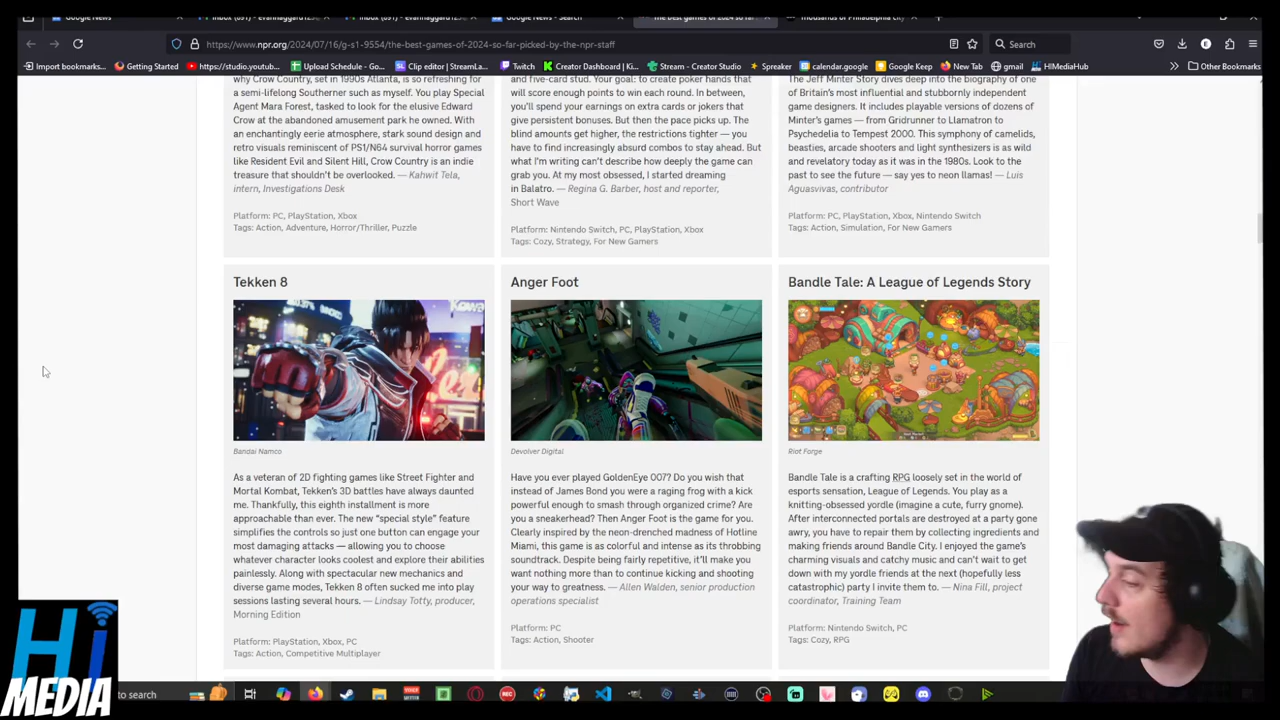 Google News
Inbox (691) - evanhaggard123@
Inbox (691) - evanhaggard123@
Google News - Search
The best games of 2024 so far
Thousands of Philadelphia city
https://www.npr.org/2024/07/16/g-s1-9554/the-best-games-of-2024-so-far-picked-by-the-npr-staff
Search
Import bookmarks...
Getting Started
https://studio.youtub...
Upload Schedule - Go...
Clip editor | StreamLa...
Twitch
Creator Dashboard | Ki...
Stream - Creator Studio
Spreaker
calendar.google
Google Keep
New Tab
gmail
HIMediaHub
Other Bookmarks
why Crow Country, set in 1990s Atlanta, is so refreshing for
a semi-lifelong Southerner such as myself. You play Special
Agent Mara Forest, tasked to look for the elusive Edward
Crow at the abandoned amusement park he owned. With
an enchantingly eerie atmosphere, stark sound design and
retro visuals reminiscent of PS1/N64 survival horror games
like Resident Evil and Silent Hill, Crow Country is an indie
treasure that shouldn't be overlooked. — Kahwit Tela,
intern, Investigations Desk
Platform: PC, PlayStation, Xbox
Tags: Action, Adventure, Horror/Thriller, Puzzle
and five-card stud. Your goal: to create poker hands that
will score enough points to win each round. In between,
you'll spend your earnings on extra cards or jokers that
give persistent bonuses. But then the pace picks up. The
blind amounts get higher, the restrictions tighter — you
have to find increasingly absurd combos to stay ahead. But
what I'm writing can't describe how deeply the game can
grab you. At my most obsessed, I started dreaming
in Balatro. — Regina G. Barber, host and reporter,
Short Wave
Platform: Nintendo Switch, PC, PlayStation, Xbox
Tags: Cozy, Strategy, For New Gamers
The Jeff Minter Story dives deep into the biography of one
of Britain's most influential and stubbornly independent
game designers. It includes playable versions of dozens of
Minter's games — from Gridrunner to Llamatron to
Psychedelia to Tempest 2000. This symphony of camelids,
beasties, arcade shooters and light synthesizers is as wild
and revelatory today as it was in the 1980s. Look to the
past to see the future — say yes to neon llamas! — Luis
Aguasvivas, contributor
Platform: PC, PlayStation, Xbox, Nintendo Switch
Tags: Action, Simulation, For New Gamers
Tekken 8
Bandai Namco
As a veteran of 2D fighting games like Street Fighter and
Mortal Kombat, Tekken's 3D battles have always daunted
me. Thankfully, this eighth installment is more
approachable than ever. The new "special style" feature
simplifies the controls so just one button can engage your
most damaging attacks — allowing you to choose
whatever character looks coolest and explore their abilities
painlessly. Along with spectacular new mechanics and
diverse game modes, Tekken 8 often sucked me into play
sessions lasting several hours. — Lindsay Totty, producer,
Morning Edition
Platform: PlayStation, Xbox, PC
Tags: Action, Competitive Multiplayer
Anger Foot
Devolver Digital
Have you ever played GoldenEye 007? Do you wish that
instead of James Bond you were a raging frog with a kick
powerful enough to smash through organized crime? Are
you a sneakerhead? Then Anger Foot is the game for you.
Clearly inspired by the neon-drenched madness of Hotline
Miami, this game is as colorful and intense as its throbbing
soundtrack. Despite being fairly repetitive, it'll make you
want nothing more than to continue kicking and shooting
your way to greatness. — Allen Walden, senior production
operations specialist
Platform: PC
Tags: Action, Shooter
Bandle Tale: A League of Legends Story
Riot Forge
Bandle Tale is a crafting RPG loosely set in the world of
esports sensation, League of Legends. You play as a
knitting-obsessed yordle (imagine a cute, furry gnome).
After interconnected portals are destroyed at a party gone
awry, you have to repair them by collecting ingredients and
making friends around Bandle City. I enjoyed the game's
charming visuals and catchy music and can't wait to get
down with my yordle friends at the next (hopefully less
catastrophic) party I invite them to. — Nina Fill, project
coordinator, Training Team
Platform: Nintendo Switch, PC
Tags: Cozy, RPG
Hi
MEDIA
to search
REC